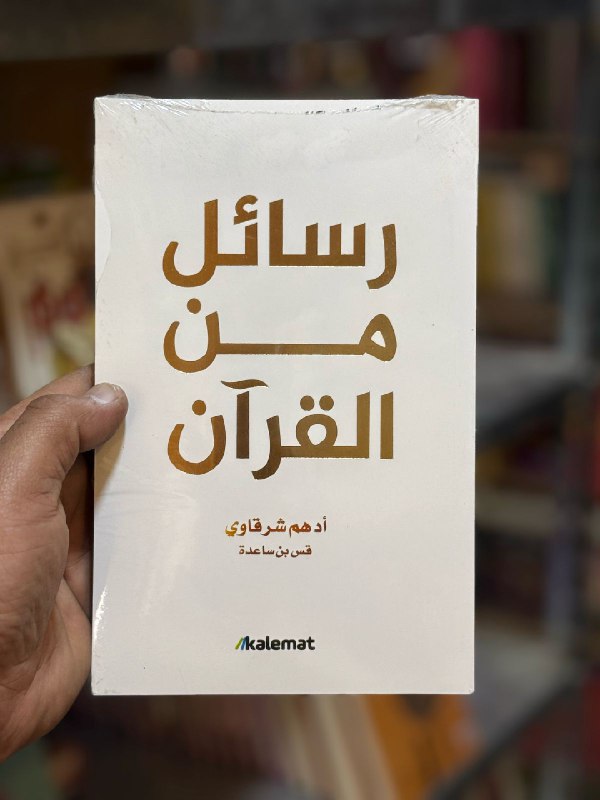 رسائل
من
القرآن
أدهم شرقاوي
قس بن ساعدة
kalemat